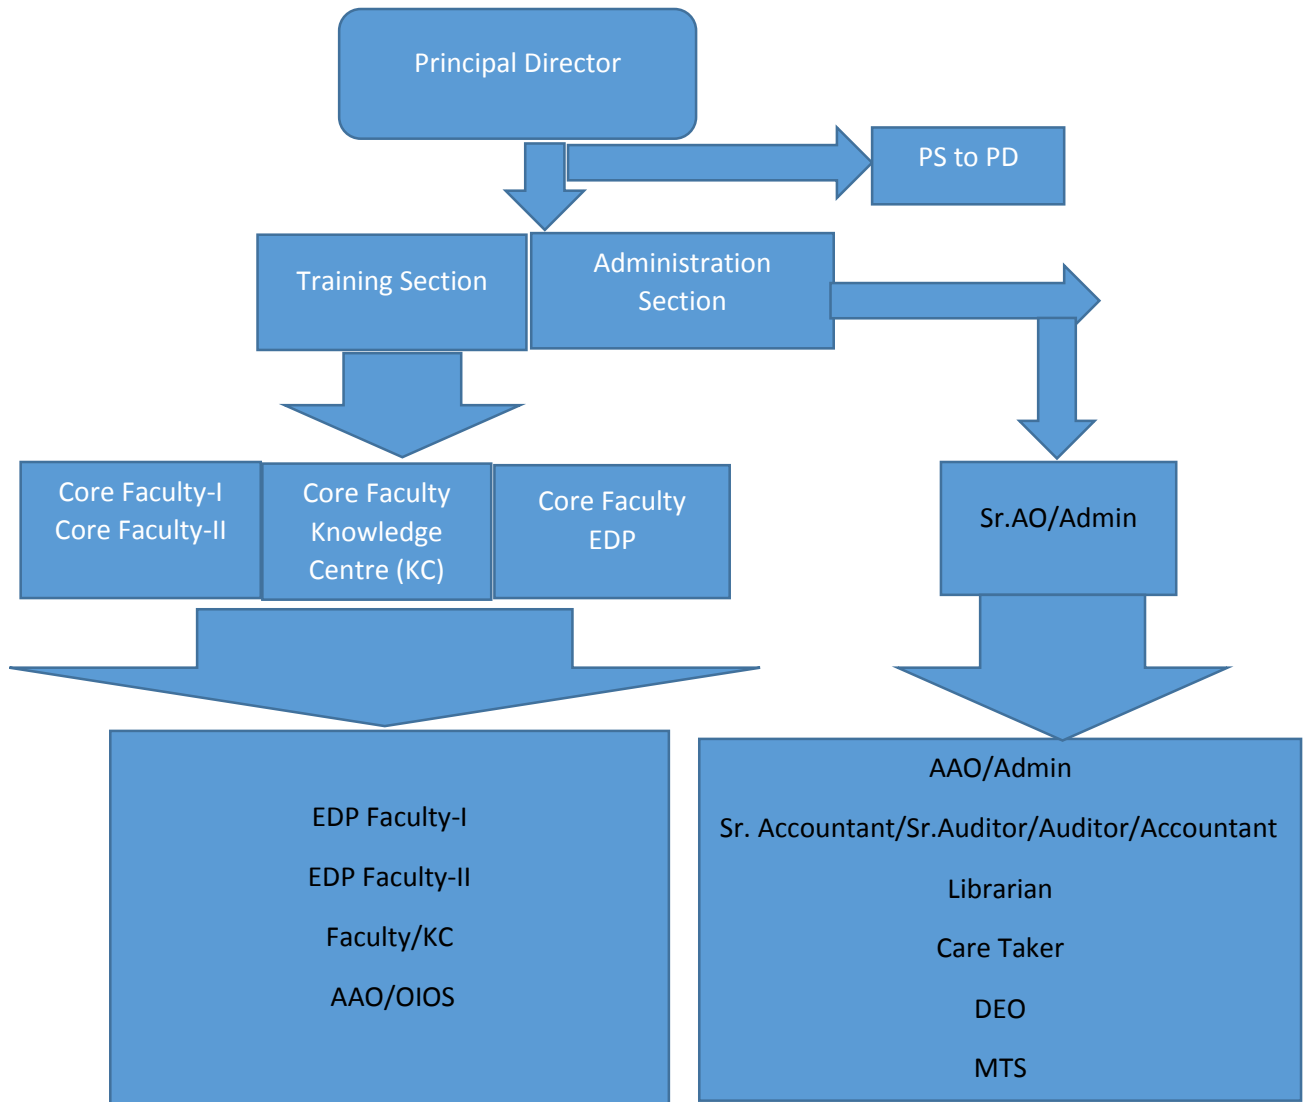 Principal Director
PS to PD
Training Section
Administration
Section
Core Faculty-I
Core Faculty-II
Core Faculty
Knowledge
Centre (KC)
Core Faculty
EDP
Sr.AO/Admin
EDP Faculty-I
EDP Faculty-II
Faculty/KC
AAO/OIOS
AAO/Admin
Sr. Accountant/Sr.Auditor/Auditor/Accountant
Librarian
Care Taker
DEO
MTS